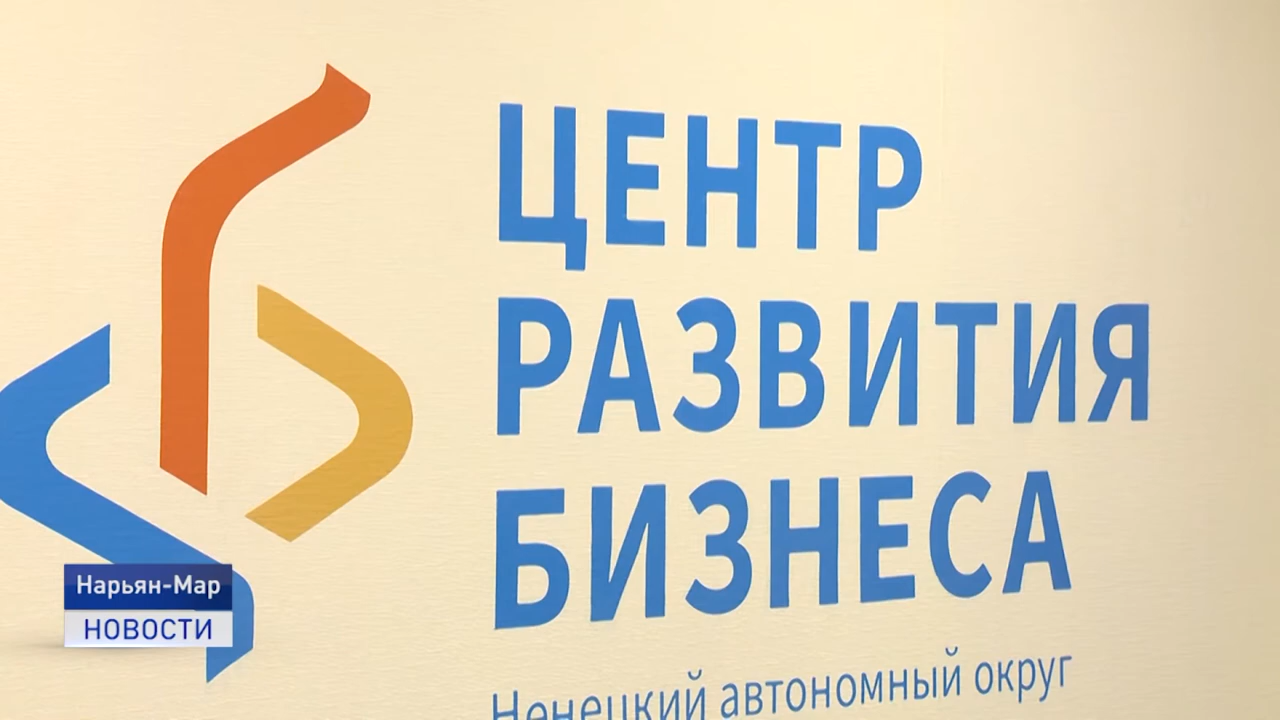 ЦЕНТР
РАЗВИТИЯ
БИЗНЕСА
Ненецкий автономный округ
Нарьян-Мар
НОВОСТИ